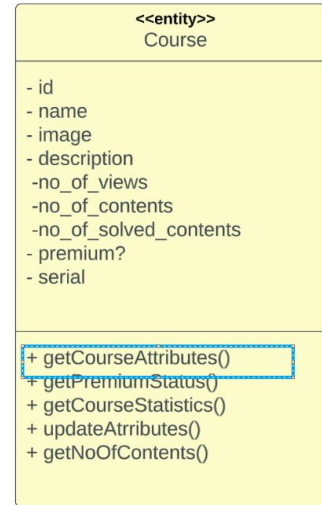 <<entity>>
Course
- id
- name
- image
- description
-no_of_views
-no_of_contents
-no_of_solved_contents
- premium?
- serial
+ getCourseAttributes()
+ getPremiumStatus()
+ getCourseStatistics()
+ updateAtrributes()
+ getNoOfContents()